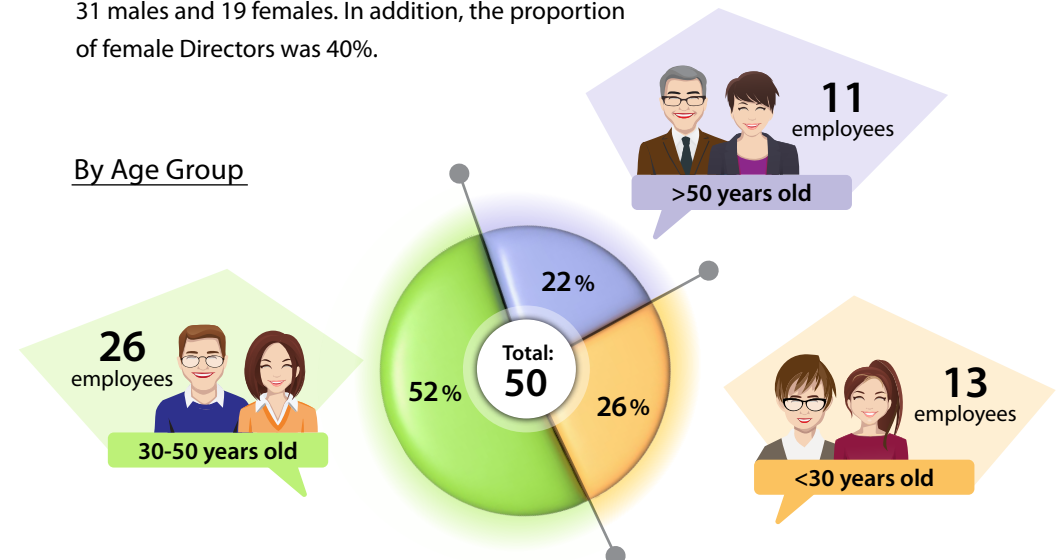 31 males and 19 females. In addition, the proportion
of female Directors was 40%.
By Age Group
11
employees
>50 years old
22%
26
employees
30-50 years old
52%
Total:
50
26%
13
employees
<30 years old